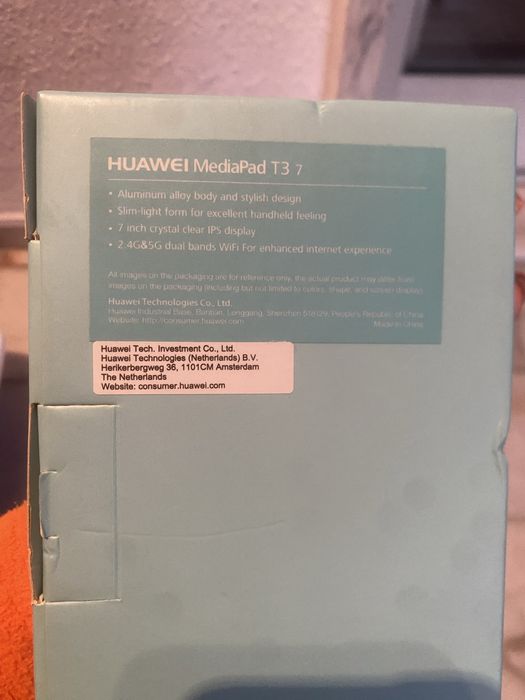 HUAWEI MediaPad T3 7
• Aluminum alloy body and stylish design
• Slim-light form for excellent handheld feeling
• 7 inch crystal clear IPS display
• 2.4G&5G dual bands WiFi For enhanced internet experience
All images on the packaging are for reference only, the actual product may differ from
images on the packaging (including but not limited to colors, shape, and screen display).
Huawei Technologies Co., Ltd.
Huawei Industrial Base, Bantian, Longgang, Shenzhen 518129, People's Republic of China
Website: http://consumer.huawei.com
Made in China
Huawei Tech. Investment Co., Ltd.
Huawei Technologies (Netherlands) B.V.
Herikerbergweg 36, 1101CM Amsterdam
The Netherlands
Website: consumer.huawei.com